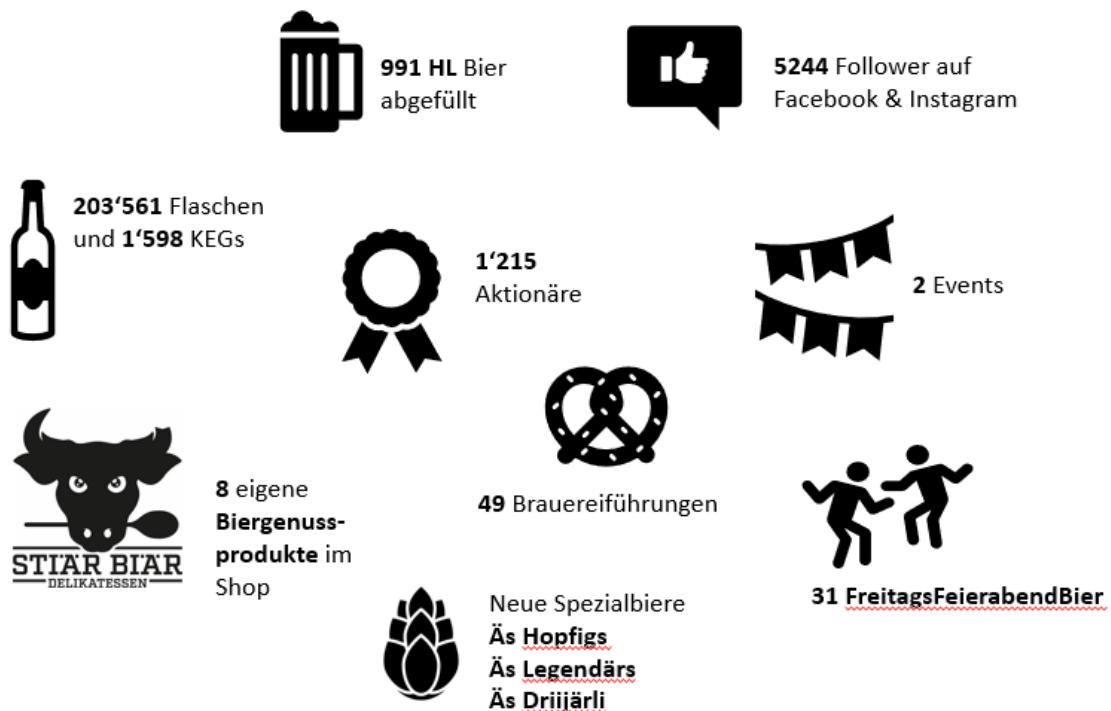 991 HL Bier
abgefüllt
5244 Follower auf
Facebook & Instagram
203‘561 Flaschen
und 1‘598 KEGs
1‘215
Aktionäre
2 Events
STIÄR BIÄR
DELIKATESSEN
8 eigene
Biergenuss-
produkte im
Shop
49 Brauereiführungen
31 FreitagsFeierabendBier
Neue Spezialbiere
Äs Hopfigs
Äs Legendärs
Äs Driijärli